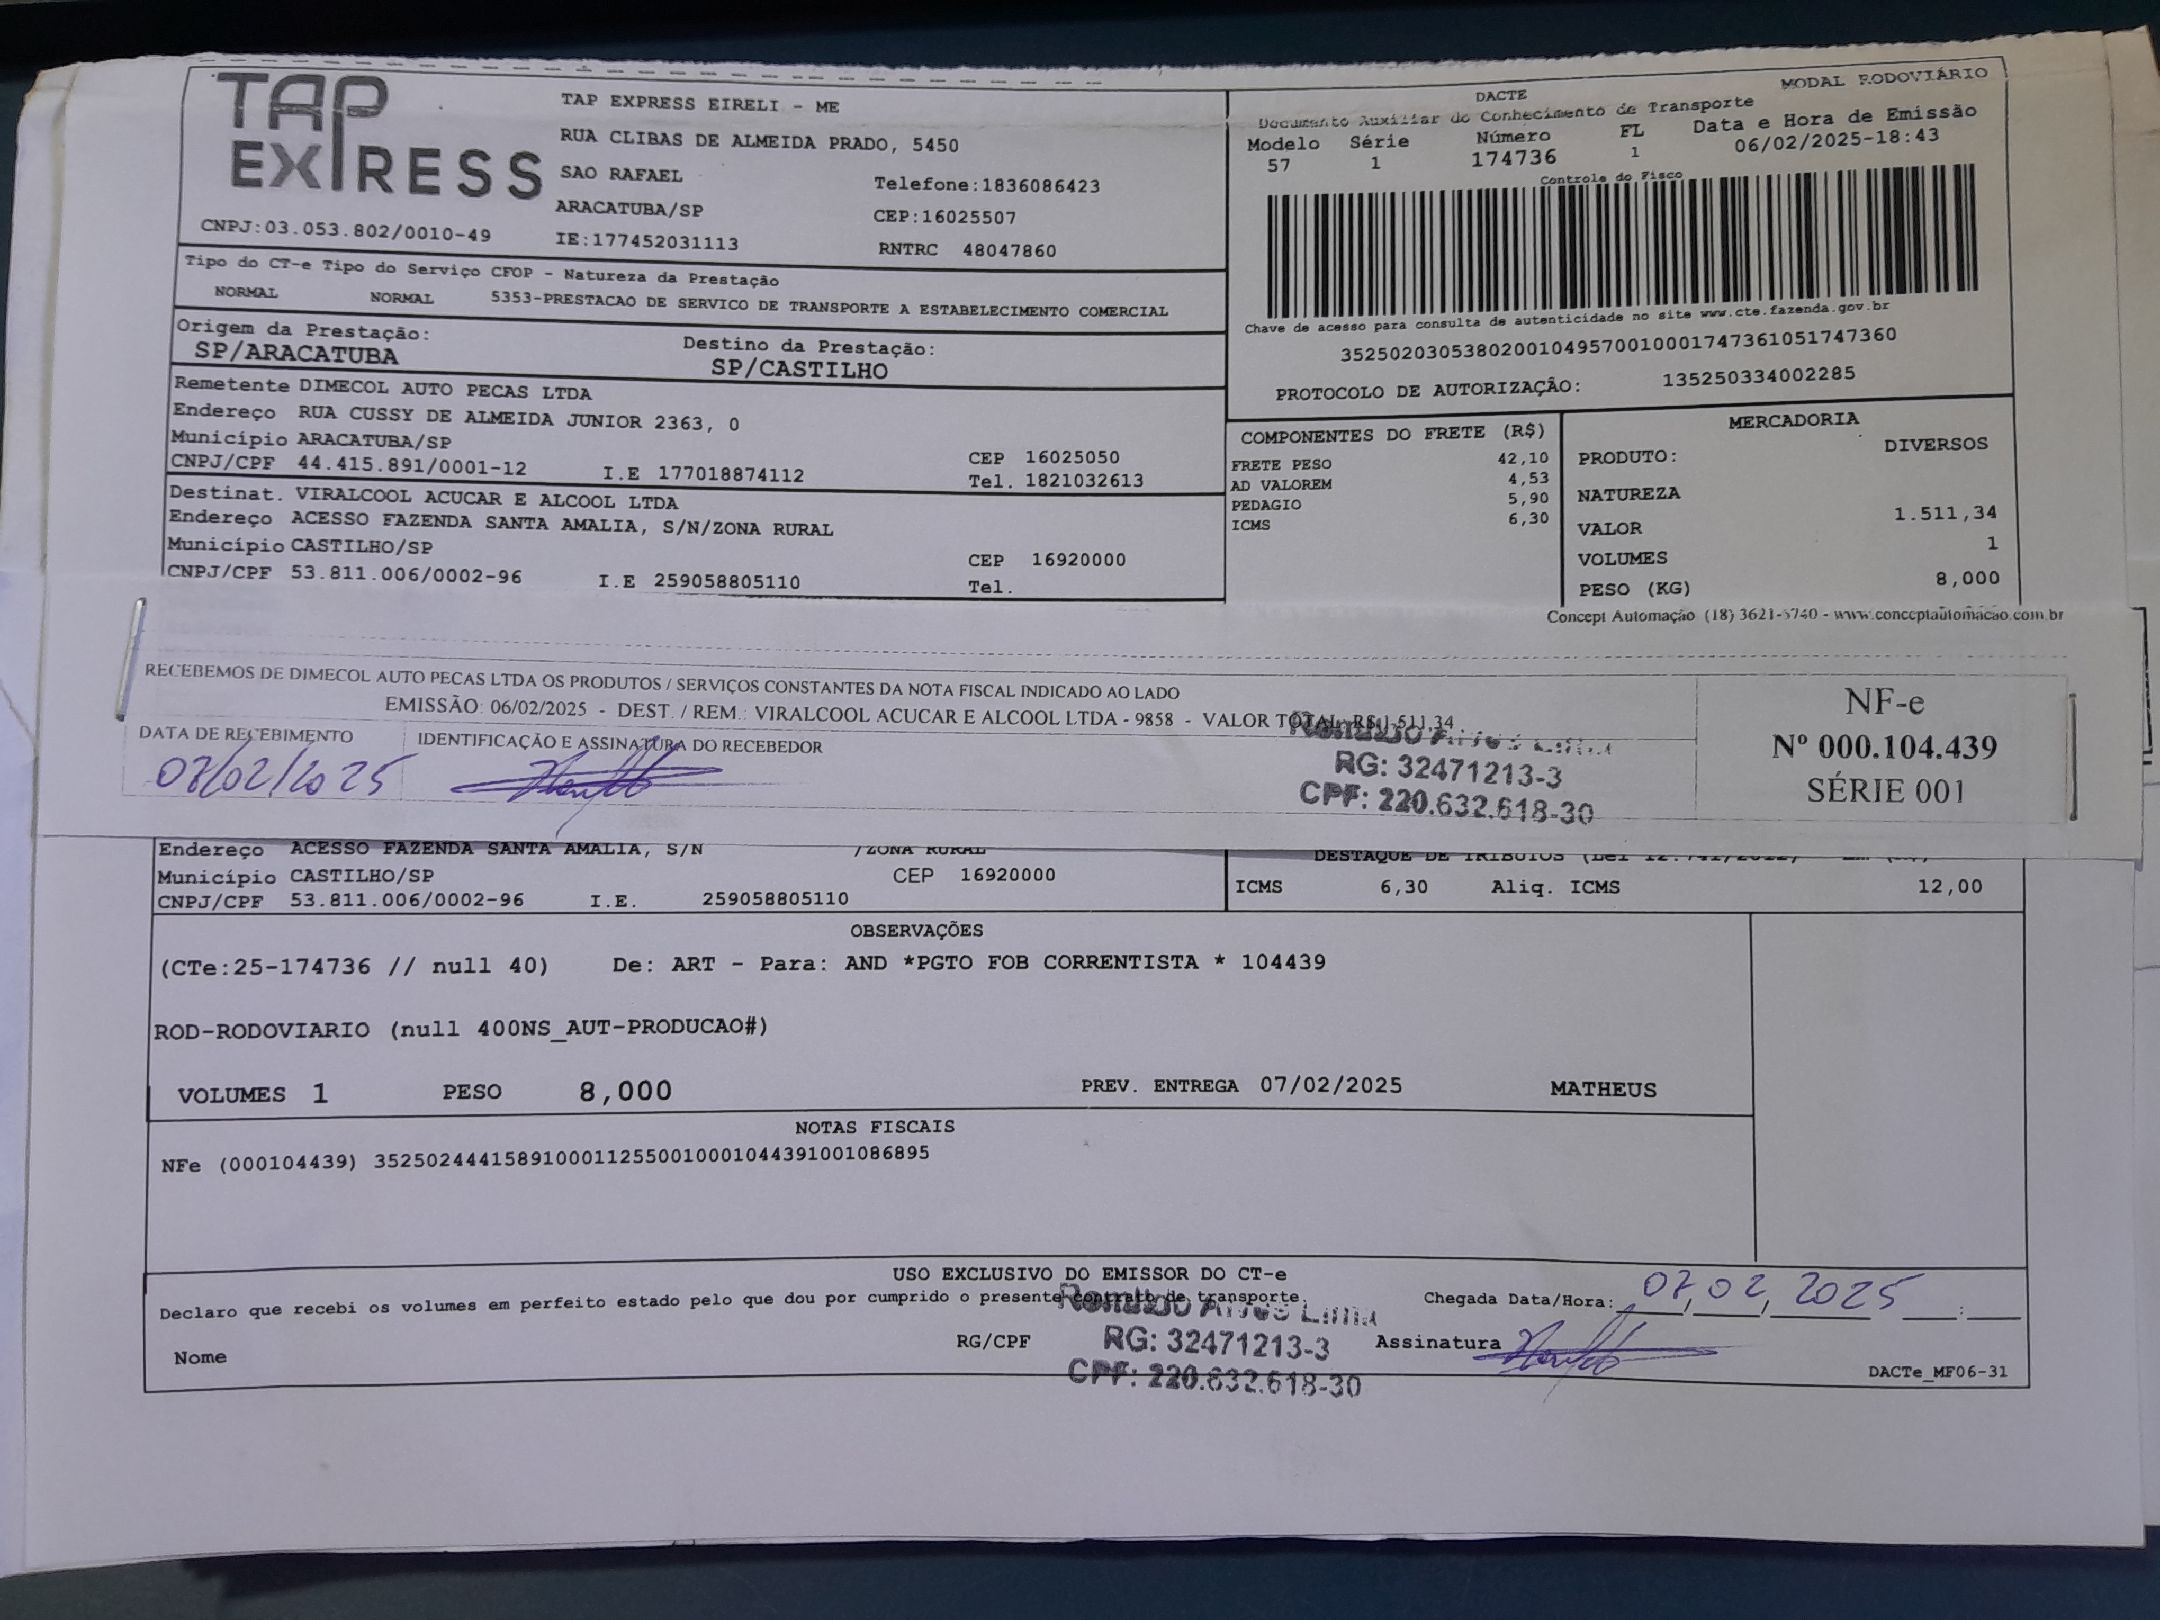 TAP EXPRESS
TAP EXPRESS EIRELI - ME
RUA CLIBAS DE ALMEIDA PRADO, 5450
SAO RAFAEL
Telefone:1836086423
ARACATUBA/SP
CEP:16025507
CNPJ:03.053.802/0010-49
IE:177452031113
RNTRC 48047860
MODAL RODOVIÁRIO
DACTE
Documento Auxiliar do Conhecimento de Transporte
Modelo Série Número FL Data e Hora de Emissão
57 1 174736 1 06/02/2025-18:43
Controle do Fisco
Chave de acesso para consulta de autenticidade no site www.cte.fazenda.gov.br
35250203053802001049570010001747361051747360
PROTOCOLO DE AUTORIZAÇÃO: 135250334002285
Tipo do CT-e Tipo do Serviço CFOP - Natureza da Prestação
NORMAL NORMAL 5353-PRESTACAO DE SERVICO DE TRANSPORTE A ESTABELECIMENTO COMERCIAL
Origem da Prestação: Destino da Prestação:
SP/ARACATUBA SP/CASTILHO
Remetente DIMECOL AUTO PECAS LTDA
Endereço RUA CUSSY DE ALMEIDA JUNIOR 2363, 0
Município ARACATUBA/SP CEP 16025050
CNPJ/CPF 44.415.891/0001-12 I.E 177018874112 Tel. 1821032613
Destinat. VIRALCOOL ACUCAR E ALCOOL LTDA
Endereço ACESSO FAZENDA SANTA AMALIA, S/N/ZONA RURAL
Município CASTILHO/SP CEP 16920000
CNPJ/CPF 53.811.006/0002-96 I.E 259058805110 Tel.
COMPONENTES DO FRETE (R$)
FRETE PESO 42,10
AD VALOREM 4,53
PEDAGIO 5,90
ICMS 6,30
MERCADORIA
PRODUTO: DIVERSOS
NATUREZA
VALOR 1.511,34
VOLUMES 1
PESO (KG) 8,000
Concept Automação (18) 3621-5740 - www.conceptautomacao.com.br
RECEBEMOS DE DIMECOL AUTO PECAS LTDA OS PRODUTOS / SERVIÇOS CONSTANTES DA NOTA FISCAL INDICADO AO LADO
EMISSÃO: 06/02/2025 - DEST. / REM.: VIRALCOOL ACUCAR E ALCOOL LTDA - 9858 - VALOR TOTAL: R$ 1.511,34
DATA DE RECEBIMENTO IDENTIFICAÇÃO E ASSINATURA DO RECEBEDOR
07/02/2025
Lima
RG: 32471213-3
CPF: 220.632.618-30
NF-e
Nº 000.104.439
SÉRIE 001
Endereço ACESSO FAZENDA SANTA AMALIA, S/N /ZONA RURAL
Município CASTILHO/SP CEP 16920000
CNPJ/CPF 53.811.006/0002-96 I.E. 259058805110
DESTAQUE DE TRIBUTOS (Lei 12.741/2012)
ICMS 6,30 Aliq. ICMS 12,00
OBSERVAÇÕES
(CTe:25-174736 // null 40) De: ART - Para: AND *PGTO FOB CORRENTISTA * 104439
ROD-RODOVIARIO (null 400NS_AUT-PRODUCAO#)
VOLUMES 1 PESO 8,000 PREV. ENTREGA 07/02/2025 MATHEUS
NOTAS FISCAIS
NFe (000104439) 35250244415891000112550010001044391001086895
USO EXCLUSIVO DO EMISSOR DO CT-e
Declaro que recebi os volumes em perfeito estado pelo que dou por cumprido o presente contrato de transporte.
Chegada Data/Hora: 07,02,2025 :
Lima
RG: 32471213-3
CPF: 220.632.618-30
Nome RG/CPF Assinatura
DACTe_MF06-31